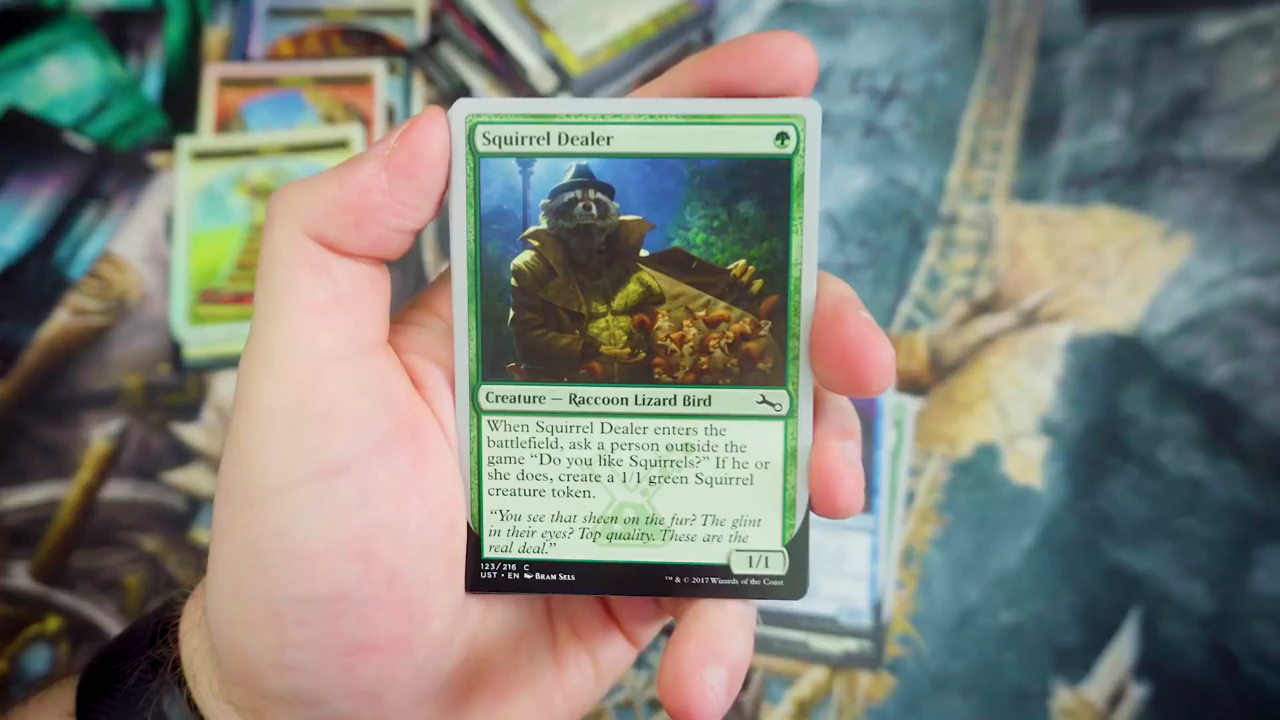 Squirrel Dealer
Creature — Raccoon Lizard Bird
When Squirrel Dealer enters the
battlefield, ask a person outside the
game “Do you like Squirrels?” If he or
she does, create a 1/1 green Squirrel
creature token.
“You see that sheen on the fur? The glint
in their eyes? Top quality. These are the
real deal.”
1/1
123/216 C
UST • EN Bram Sels
™ & © 2017 Wizards of the Coast